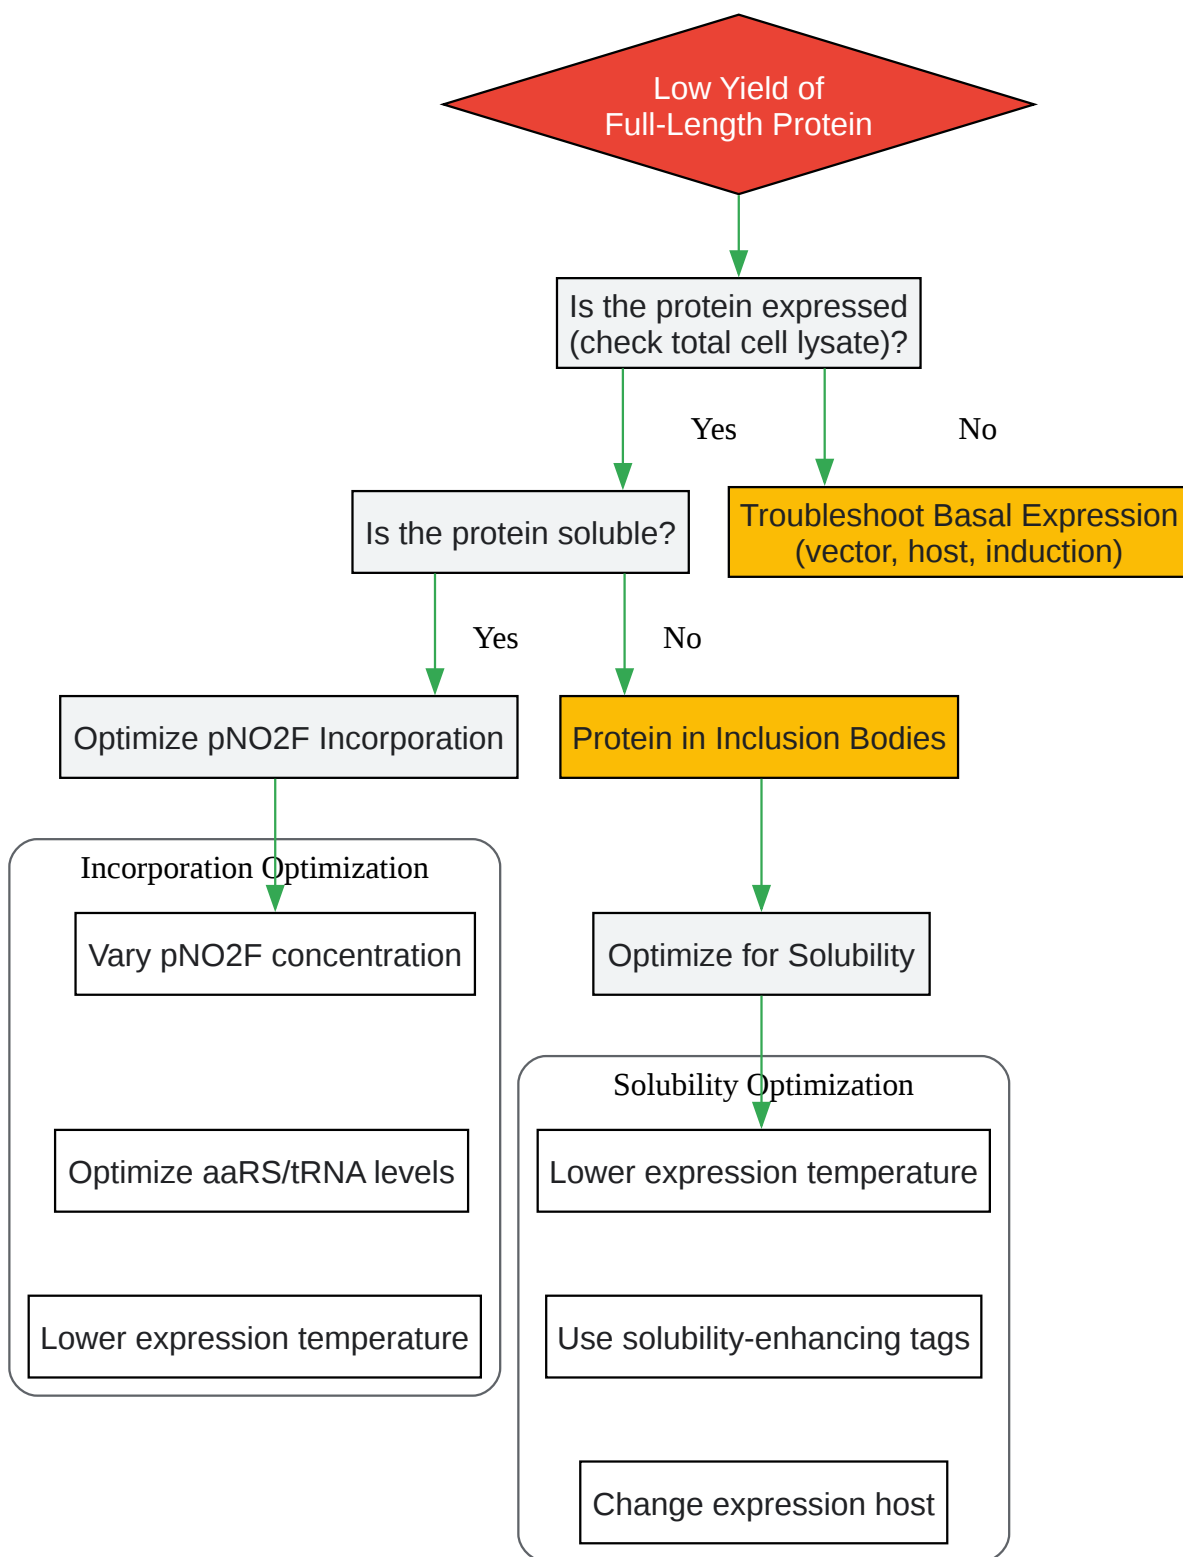 Low Yield of
Full-Length Protein
Is the protein expressed
(check total cell lysate)?
Yes
No
Is the protein soluble?
Troubleshoot Basal Expression
(vector, host, induction)
Yes
No
Optimize pNO2F Incorporation
Protein in Inclusion Bodies
Incorporation Optimization
Vary pNO2F concentration
Optimize for Solubility
Solubility Optimization
Optimize aaRS/tRNA levels
Lower expression temperature
Lower expression temperature
Use solubility-enhancing tags
Change expression host